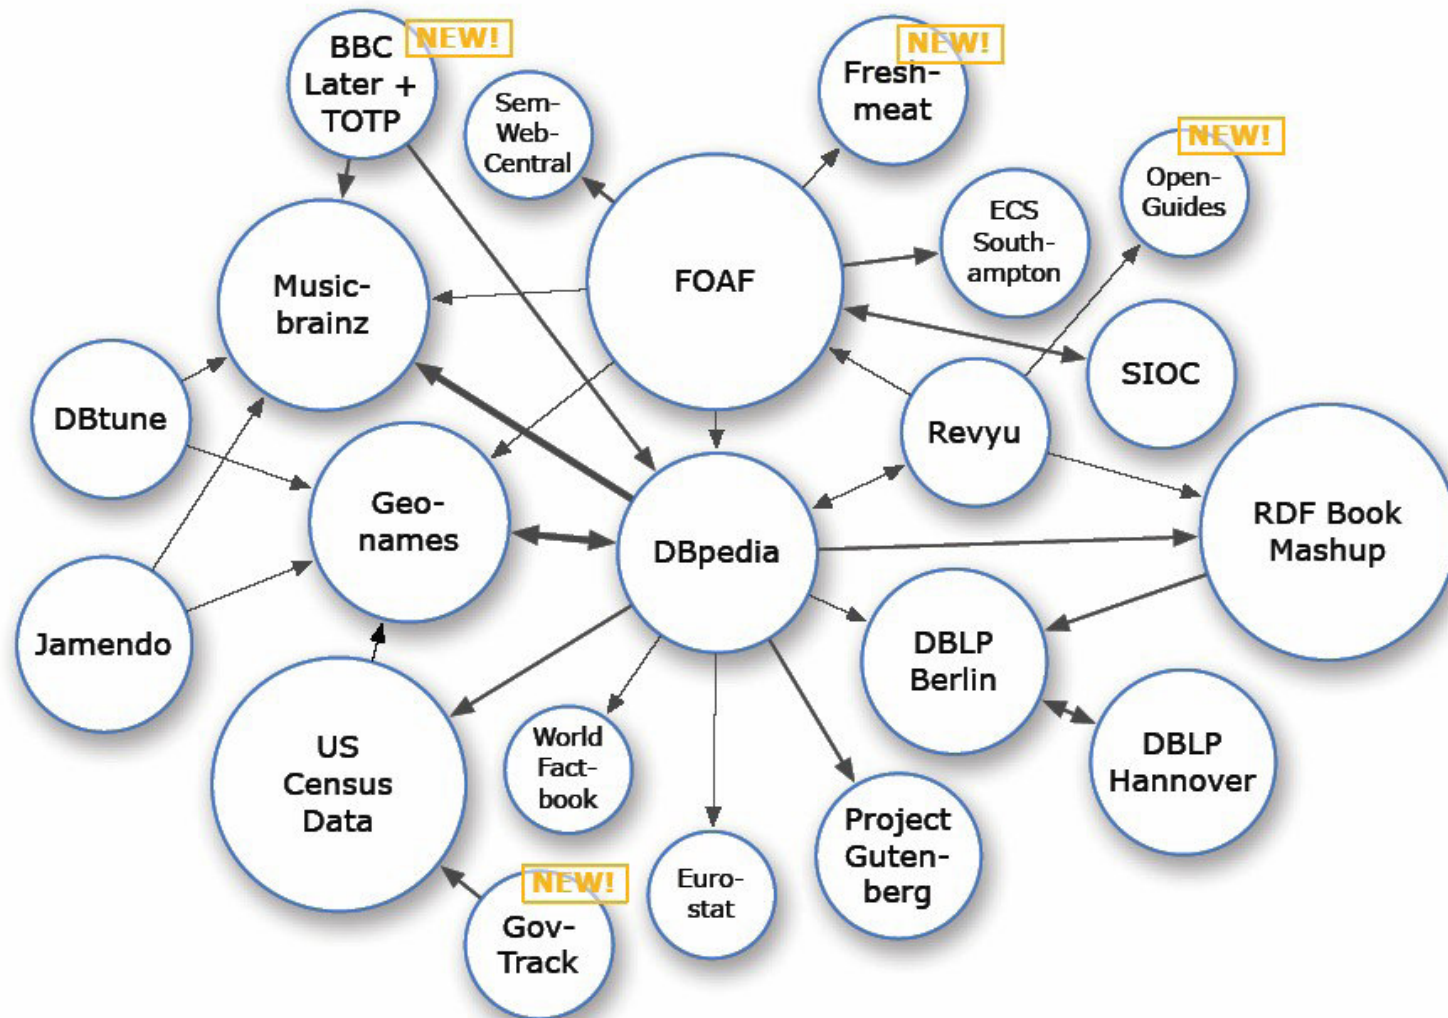 BBC
Later +
TOTP
NEW!
Sem-
Web-
Central
NEW!
Fresh-
meat
NEW!
Open-
Guides
ECS
South-
ampton
FOAF
Music-
brainz
SIOC
DBtune
Revyu
Geo-
names
DBpedia
RDF Book
Mashup
Jamendo
DBLP
Berlin
US
Census
Data
World
Fact-
book
DBLP
Hannover
Project
Guten-
berg
Euro-
stat
NEW!
Gov-
Track